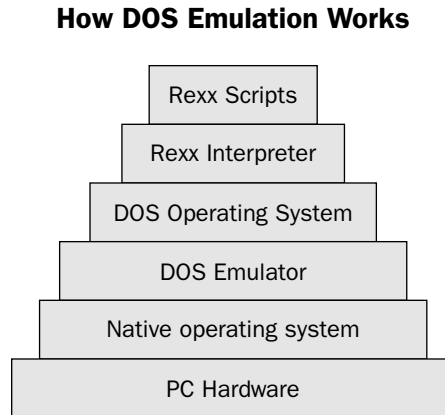 How DOS Emulation Works
Rexx Scripts
Rexx Interpreter
DOS Operating System
DOS Emulator
Native operating system
PC Hardware